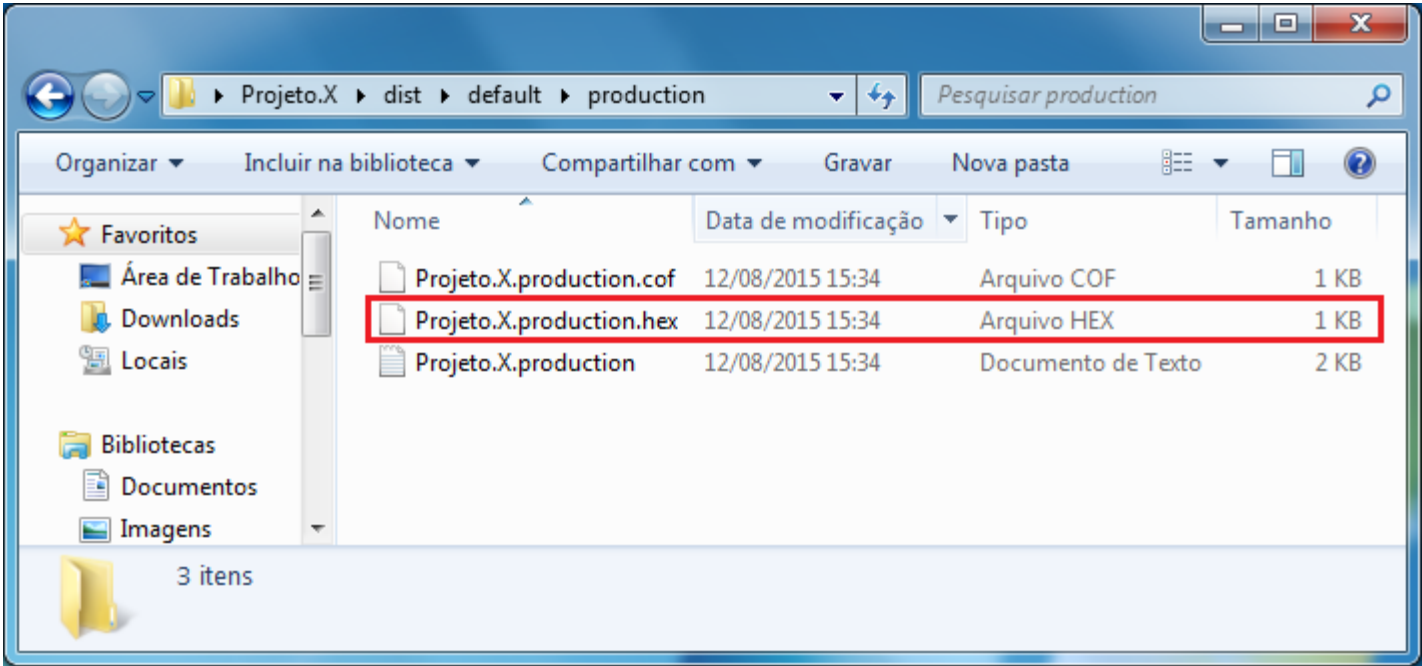 Projeto.X dist default production Pesquisar production
Organizar Incluir na biblioteca Compartilhar com Gravar Nova pasta
Favoritos
Área de Trabalho
Downloads
Locais
Bibliotecas
Documentos
Imagens
Nome Data de modificação Tipo Tamanho
Projeto.X.production.cof 12/08/2015 15:34 Arquivo COF 1 KB
Projeto.X.production.hex 12/08/2015 15:34 Arquivo HEX 1 KB
Projeto.X.production 12/08/2015 15:34 Documento de Texto 2 KB
3 itens